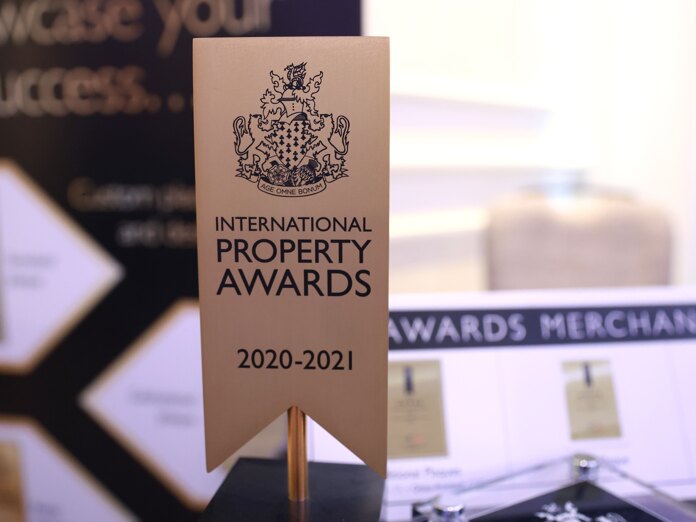 wcase your
uccess...
AGE OMNE BONUM
INTERNATIONAL
PROPERTY
AWARDS
2020-2021
AWARDS MERCHAN